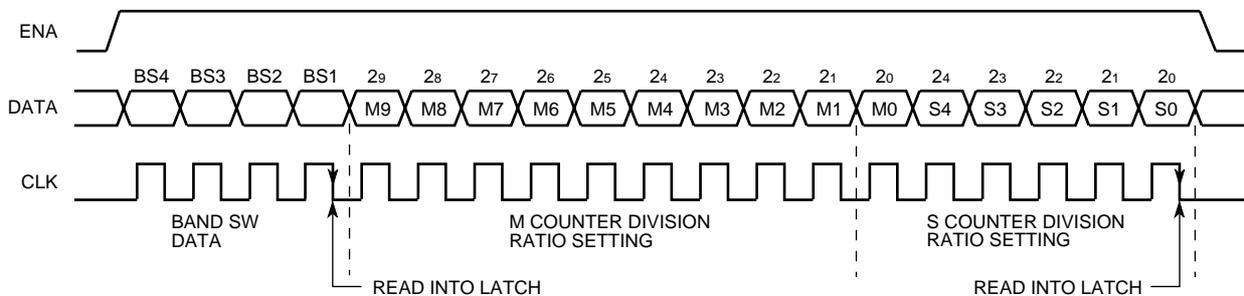 ENA
BS4 BS3 BS2 BS1 29 28 27 26 25 24 23 22 21 20 24 23 22 21 20
DATA M9 M8 M7 M6 M5 M4 M3 M2 M1 M0 S4 S3 S2 S1 S0
CLK
BAND SW
DATA
M COUNTER DIVISION
RATIO SETTING
S COUNTER DIVISION
RATIO SETTING
READ INTO LATCH
READ INTO LATCH